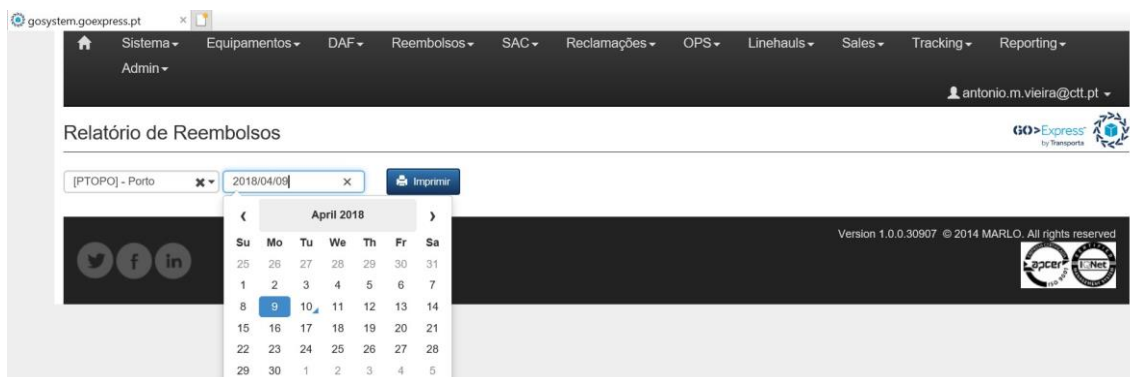 gosystem.goexpress.pt
Sistema Equipamentos DAF Reembolsos SAC Reclamações OPS Linehauls Sales Tracking Reporting
Admin
antonio.m.vieira@ctt.pt
Relatório de Reembolsos
GO>Express
by Transporta
[PTOPO] - Porto 2018/04/09 Imprimir
April 2018
Su Mo Tu We Th Fr Sa
25 26 27 28 29 30 31
1 2 3 4 5 6 7
8 9 10 11 12 13 14
15 16 17 18 19 20 21
22 23 24 25 26 27 28
29 30 1 2 3 4 5
Version 1.0.0.30907 © 2014 MARLO. All rights reserved
apcer
ISO 9001
IQNet